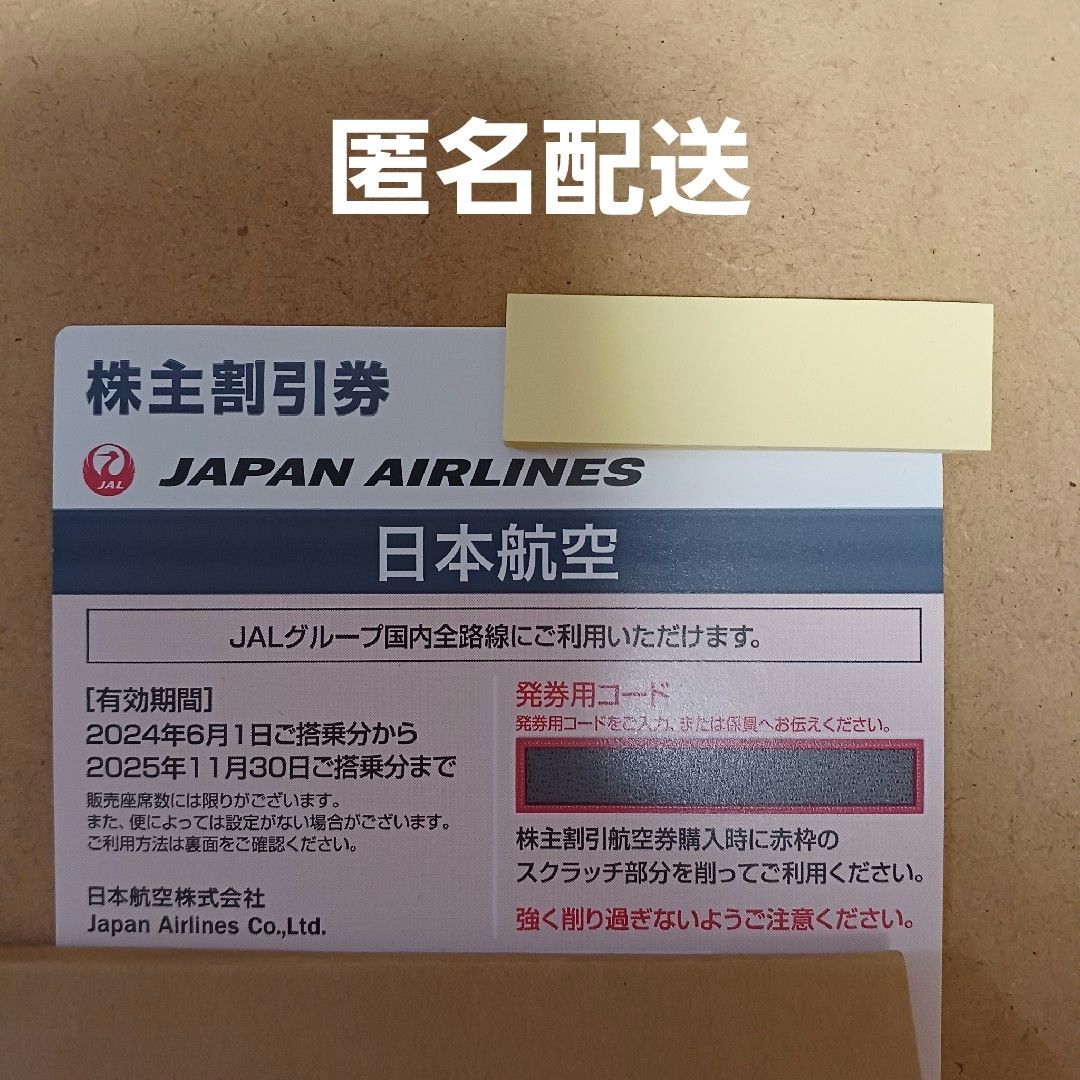 匿名配送
株主割引券
JAL
JAPAN AIRLINES
日本航空
JALグループ国内全路線にご利用いただけます。
[有効期間]
2024年6月1日ご搭乗分から
2025年11月30日ご搭乗分まで
販売座席数には限りがございます。
また、便によっては設定がない場合がございます。
ご利用方法は裏面をご確認ください。
日本航空株式会社
Japan Airlines Co.,Ltd.
発券用コード
発券用コードをご入力、または係員へお伝えください。
株主割引航空券購入時に赤枠の
スクラッチ部分を削ってご利用ください。
強く削り過ぎないようご注意ください。